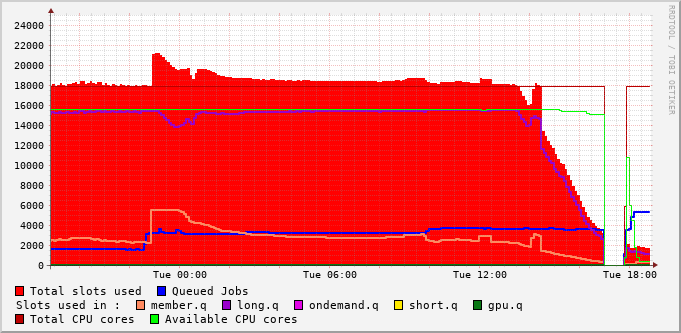 24000
22000
20000
18000
16000
14000
12000
10000
8000
6000
4000
2000
0
Tue 00:00 Tue 06:00 Tue 12:00 Tue 18:00
RRDTOOL / TOBI OETIKER
Total slots used Queued Jobs
Slots used in : member.q long.q ondemand.q short.q gpu.q
Total CPU cores Available CPU cores